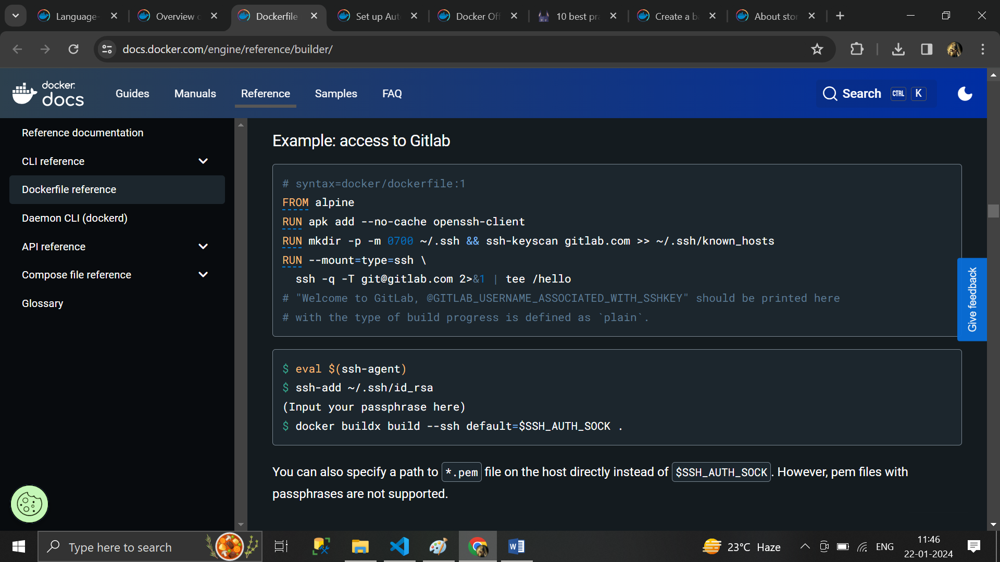 Language-
Overview
Dockerfile
Set up Aut
Docker Off
10 best pra
Create a ba
About stor
docs.docker.com/engine/reference/builder/
docker docs
Guides
Manuals
Reference
Samples
FAQ
Search
CTRL
K
Reference documentation
CLI reference
Dockerfile reference
Daemon CLI (dockerd)
API reference
Compose file reference
Glossary
Example: access to Gitlab
# syntax=docker/dockerfile:1
FROM alpine
RUN apk add --no-cache openssh-client
RUN mkdir -p -m 0700 ~/.ssh && ssh-keyscan gitlab.com >> ~/.ssh/known_hosts
RUN --mount=type=ssh \
ssh -q -T git@gitlab.com 2>&1 | tee /hello
# "Welcome to GitLab, @GITLAB_USERNAME_ASSOCIATED_WITH_SSHKEY" should be printed here
# with the type of build progress is defined as `plain`.
$ eval $(ssh-agent)
$ ssh-add ~/.ssh/id_rsa
(Input your passphrase here)
$ docker buildx build --ssh default=$SSH_AUTH_SOCK .
You can also specify a path to *.pem file on the host directly instead of $SSH_AUTH_SOCK. However, pem files with
passphrases are not supported.
Give feedback
Type here to search
23°C Haze
ENG
11:46
22-01-2024